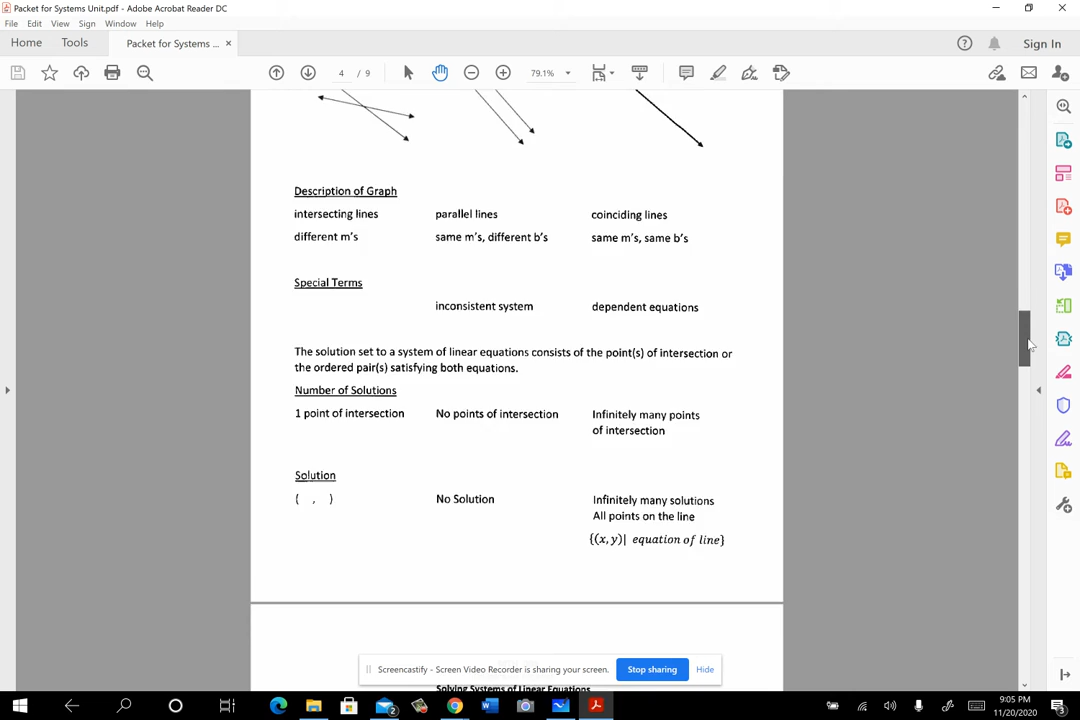 Packet for Systems Unit.pdf - Adobe Acrobat Reader DC
File Edit View Sign Window Help
Home Tools Packet for Systems ... × Sign In
4 / 9 79.1%
Description of Graph
intersecting lines parallel lines coinciding lines
different m's same m's, different b's same m's, same b's
Special Terms
inconsistent system dependent equations
The solution set to a system of linear equations consists of the point(s) of intersection or
the ordered pair(s) satisfying both equations.
Number of Solutions
1 point of intersection No points of intersection Infinitely many points
of intersection
Solution
( , ) No Solution Infinitely many solutions
All points on the line
{(x, y)| equation of line}
Screencastify - Screen Video Recorder is sharing your screen. Stop sharing Hide
Solving Systems of Linear Equations
2
9:05 PM
11/20/2020
3